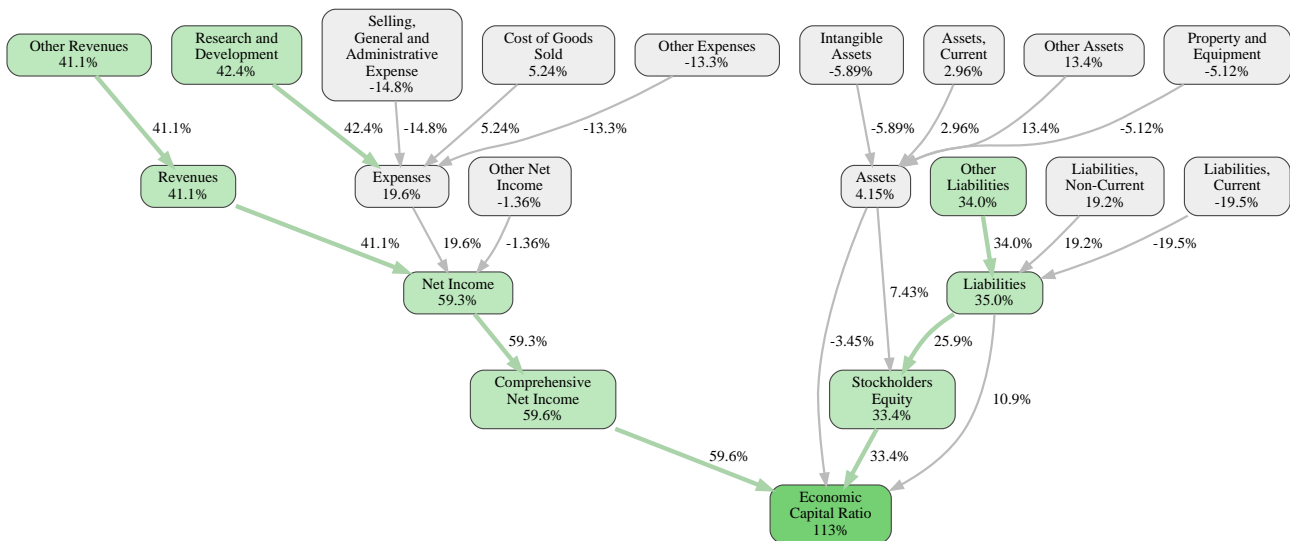 Other Revenues
41.1%
Research and
Development
42.4%
Selling,
General and
Administrative
Expense
-14.8%
Cost of Goods
Sold
5.24%
Other Expenses
-13.3%
Intangible
Assets
-5.89%
Assets,
Current
2.96%
Other Assets
13.4%
Property and
Equipment
-5.12%
41.1%
42.4%
-14.8%
5.24%
-13.3%
-5.89%
2.96%
13.4%
-5.12%
Revenues
41.1%
Expenses
19.6%
Other Net
Income
-1.36%
Assets
4.15%
Other
Liabilities
34.0%
Liabilities,
Non-Current
19.2%
Liabilities,
Current
-19.5%
41.1%
19.6%
-1.36%
34.0%
19.2%
-19.5%
Net Income
59.3%
7.43%
Liabilities
35.0%
59.3%
-3.45%
25.9%
Comprehensive
Net Income
59.6%
Stockholders
Equity
33.4%
10.9%
59.6%
33.4%
Economic
Capital Ratio
113%